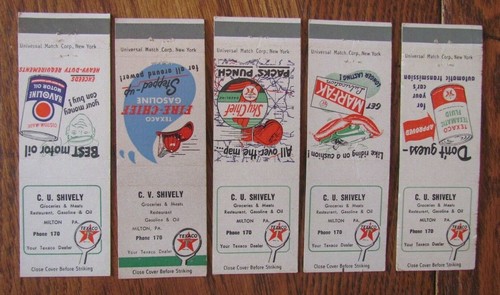 Universal Match Corp., New York
EXCEEDS
HEAVY-DUTY REQUIREMENTS
HAVOLINE
MOTOR OIL
your money
can buy
BEST motor oil
C. U. SHIVELY
Groceries & Meats
Restaurant, Gasoline & Oil
MILTON PA.
Phone 170
Your Texaco Dealer
TEXACO
Close Cover Before Striking
Universal Match Corp., New York
for all around power!
Stepped-up
FIRE-CHIEF
GASOLINE
TEXACO
C. V. SHIVELY
Groceries & Meats
Restaurant
Gasoline & Oil
MILTON, PA.
Phone 170
Your Texaco Dealer
TEXACO
Close Cover Before Striking
Universal Match Corp., New York
PACKS PUNCH
Sky Chief
GASOLINE
All over the map...
C. U. SHIVELY
Groceries & Meats
Restaurant, Gasoline & Oil
MILTON, PA.
Phone 170
Your Texaco Dealer
TEXACO
Close Cover Before Striking
Universal Match Corp., New York
LONGER LASTING
MARFAK
GET
Like riding on cushion!
C. U. SHIVELY
Groceries & Meats
Restaurant, Gasoline & Oil
MILTON, PA.
Phone 170
Your Texaco Dealer
TEXACO
Close Cover Before Striking
Universal Match Corp., New York
automatic transmission
car's
for your
TEXACO
TEXAMATIC
FLUID
APPROVED
Don't guess-
C. U. SHIVELY
Groceries & Meats
Restaurant, Gasoline & Oil
MILTON, PA.
Phone 170
Your Texaco Dealer
TEXACO
Close Cover Before Striking